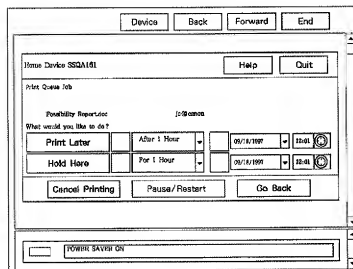 Device Back Forward End
Home Device SSQA161 Help Quit
Print Queue Job
Possibility Report.doc
What would you like to do?
Print Later After 1 Hour 09/18/1997 12:01
Hold Here For 1 Hour 09/18/1997 12:01
Cancel Printing Pause/Restart Go Back
POWER SAVER ON